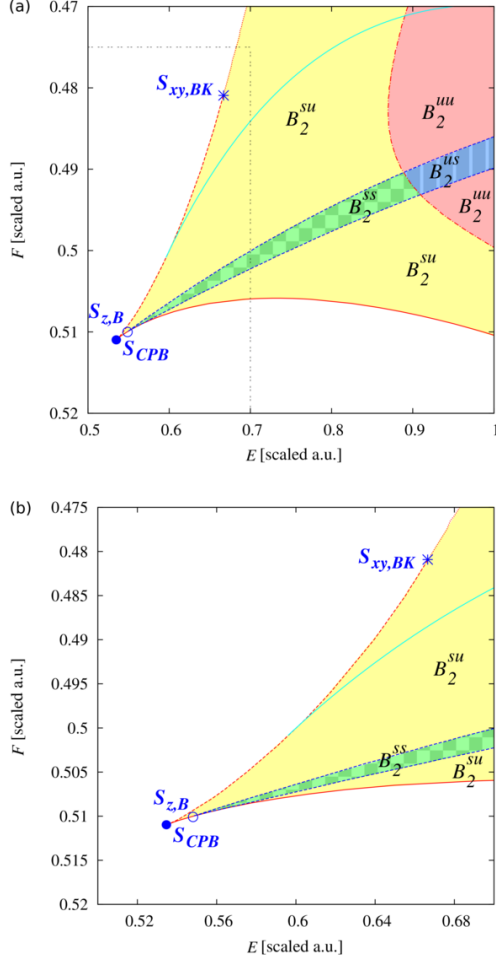 (a)
0.47
0.48
0.49
0.5
0.51
0.52
F [scaled a.u.]
S_{xy,BK}
B_2^{su}
B_2^{uu}
B_2^{us}
B_2^{ss}
B_2^{uu}
B_2^{su}
S_{z,B}
S_{CPB}
0.5 0.6 0.7 0.8 0.9 1
E [scaled a.u.]
(b)
0.475
0.48
0.485
0.49
0.495
0.5
0.505
0.51
0.515
0.52
F [scaled a.u.]
S_{xy,BK}
B_2^{su}
B_2^{ss}
B_2^{su}
S_{z,B}
S_{CPB}
0.52 0.56 0.6 0.64 0.68
E [scaled a.u.]